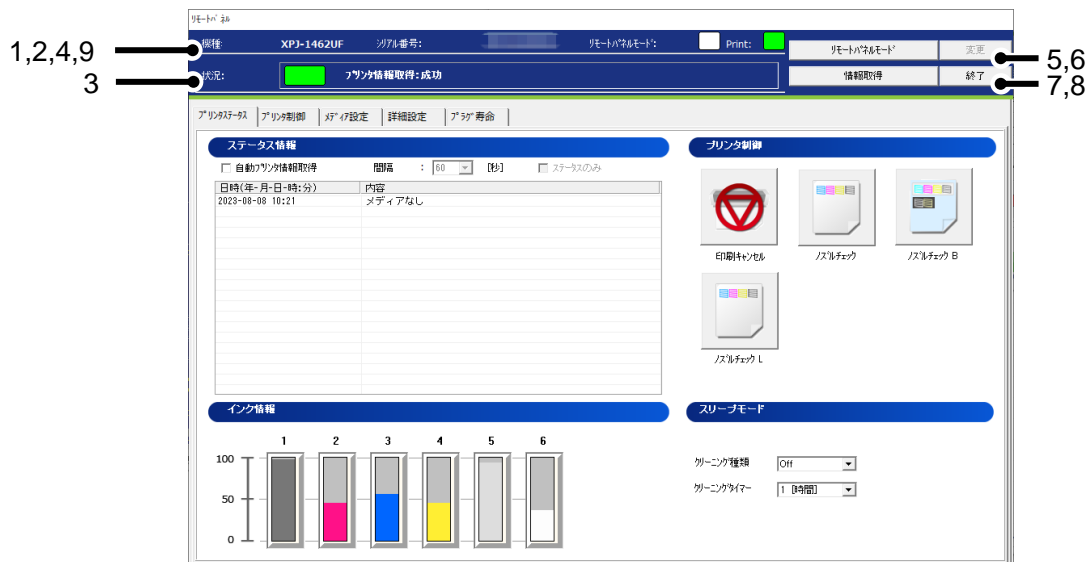 リモートパネル
1,2,4,9
機種:
XPJ-1462UF
シリアル番号:
リモートパネルモード:
Print:
リモートパネルモード
変更
5,6
3
状況:
プリンタ情報取得:成功
情報取得
終了
7,8
プリンタステータス
プリンタ制御
メディア設定
詳細設定
プラグ寿命
ステータス情報
プリンタ制御
自動プリンタ情報取得
間隔
:
60
[秒]
ステータスのみ
日時(年-月-日-時:分)
内容
2023-08-08 10:21
メディアなし
印刷キャンセル
ノズルチェック
ノズルチェック B
ノズルチェック L
インク情報
スリープモード
1
2
3
4
5
6
100
50
0
クリーニング種類
Off
クリーニングタイマー
1 [時間]